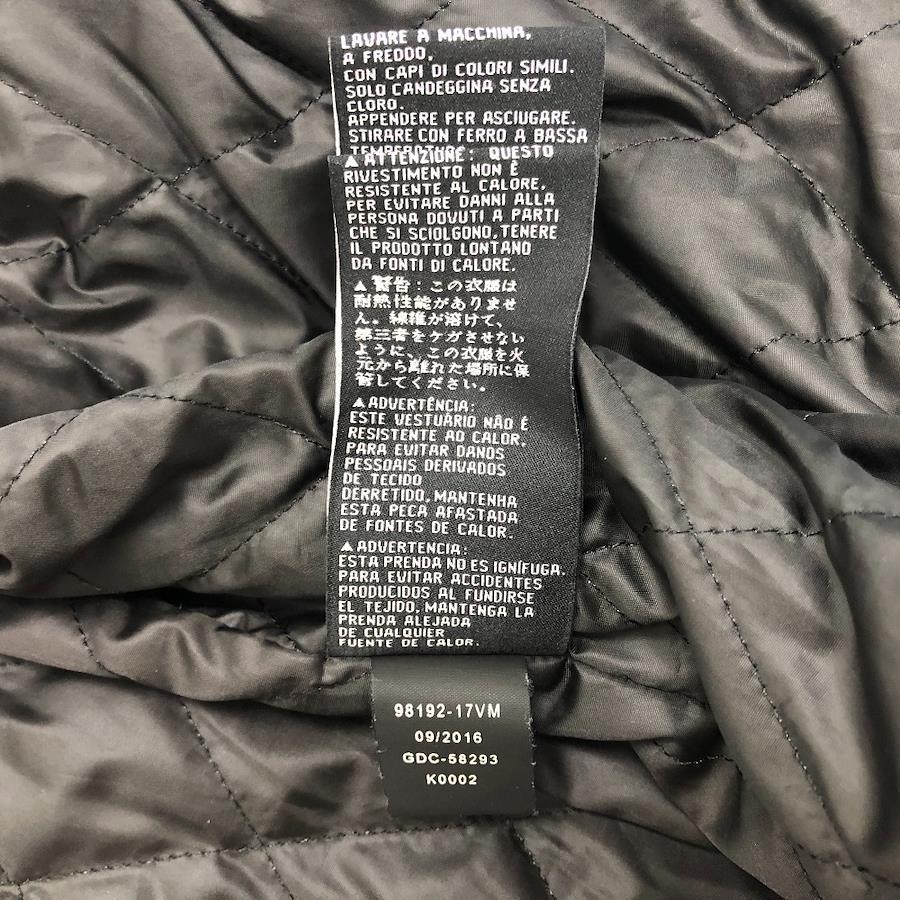 LAVARE A MACCHINA,
A FREDDO,
CON CAPI DI COLORI SIMILI.
SOLO CANDEGGINA SENZA
CLORO.
APPENDERE PER ASCIUGARE.
STIRARE CON FERRO A BASSA
▲ ATTENZIONE: QUESTO
RIVESTIMENTO NON È
RESISTENTE AL CALORE.
PER EVITARE DANNI ALLA
PERSONA DOVUTI A PARTI
CHE SI SCIOLGONO,TENERE
IL PRODOTTO LONTANO
DA FONTI DI CALORE.
▲警告：この衣服は
耐熱性能がありませ
ん。繊維が溶けて、
第三者をケガさせない
ように、この衣服を火
元から離れた場所に保
管してください。
▲ADVERTÊNCIA:
ESTE VESTUÁRIO NÃO É
RESISTENTE AO CALOR.
PARA EVITAR DANOS
PESSOAIS DERIVADOS
DE TECIDO
DERRETIDO, MANTENHA
ESTA PECA AFASTADA
DE FONTES DE CALOR.
▲ADVERTENCIA:
ESTA PRENDA NO ES IGNÍFUGA.
PARA EVITAR ACCIDENTES
PRODUCIDOS AL FUNDIRSE
EL TEJIDO, MANTENGA LA
PRENDA ALEJADA
DE CUALQUIER
FUENTE DE CALOR.
98192-17VM
09/2016
GDC-58293
K0002